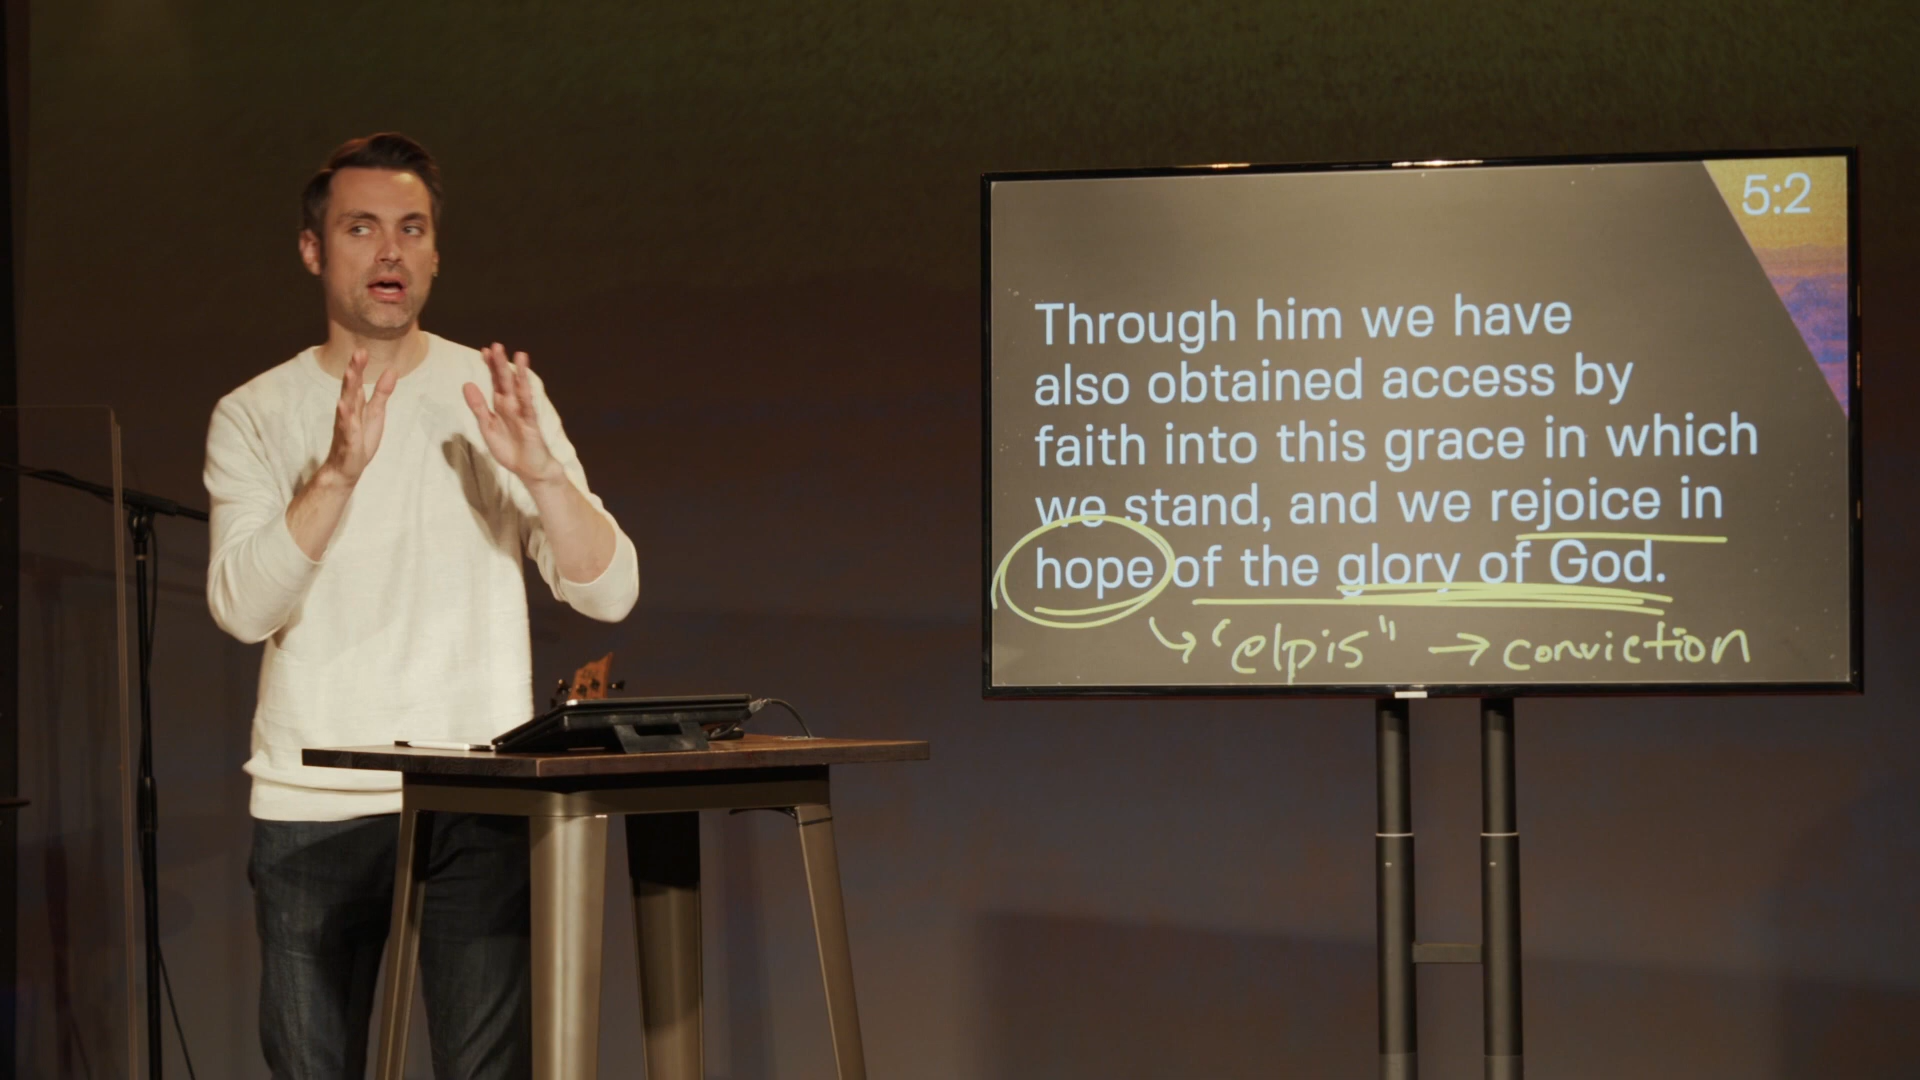 5:2
Through him we have
also obtained access by
faith into this grace in which
we stand, and we rejoice in
hope of the glory of God.
"elpis" → conviction